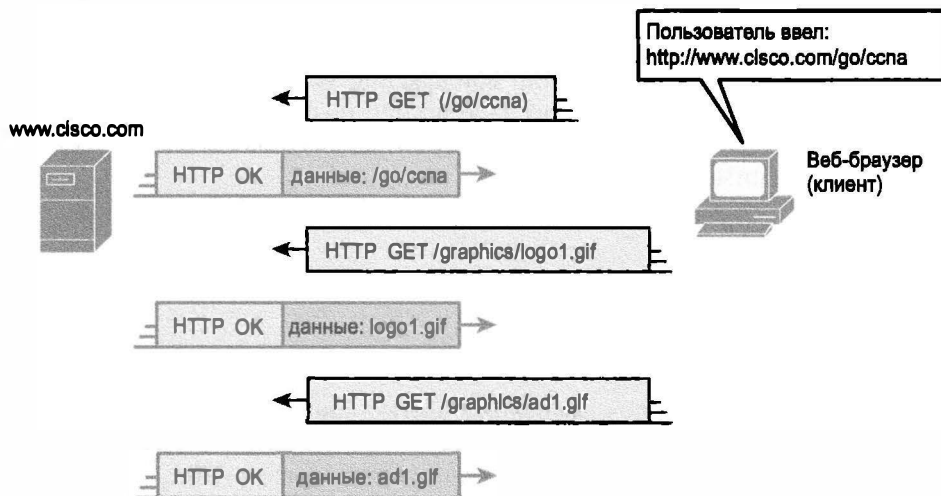 Пользователь ввел:
http://www.cisco.com/go/ccna
HTTP GET (/go/ccna)
www.cisco.com
HTTP OK данные: /go/ccna
Веб-браузер
(клиент)
HTTP GET /graphics/logo1.gif
HTTP OK данные: logo1.gif
HTTP GET /graphics/ad1.gif
HTTP OK данные: ad1.gif